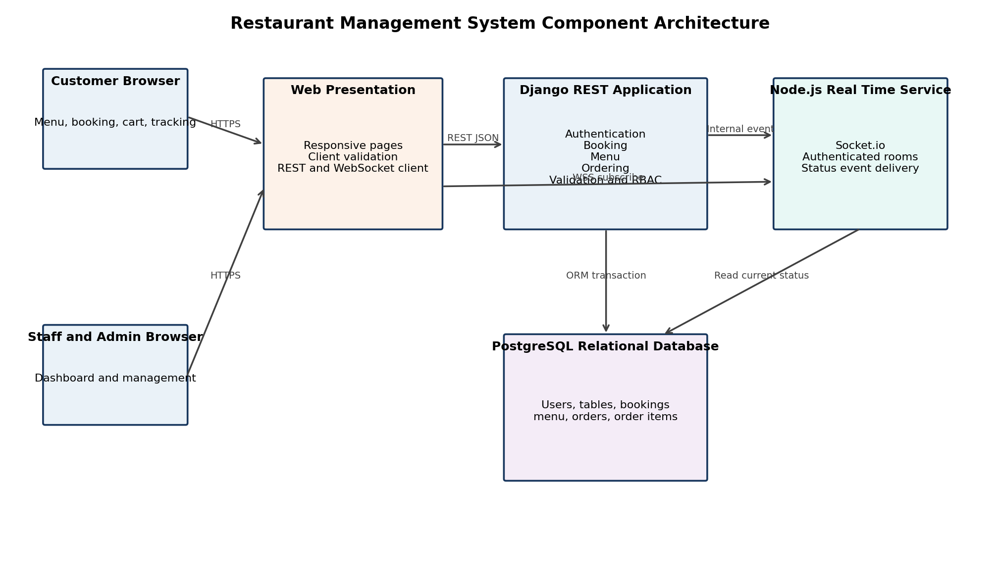 Restaurant Management System Component Architecture
Customer Browser
Menu, booking, cart, tracking
HTTPS
Web Presentation
Responsive pages
Client validation
REST and WebSocket client
REST JSON
Django REST Application
Authentication
Booking
Menu
Ordering
Validation and RBAC
WSS subscribe
Internal event
Node.js Real Time Service
Socket.io
Authenticated rooms
Status event delivery
HTTPS
ORM transaction
Read current status
Staff and Admin Browser
Dashboard and management
PostgreSQL Relational Database
Users, tables, bookings
menu, orders, order items